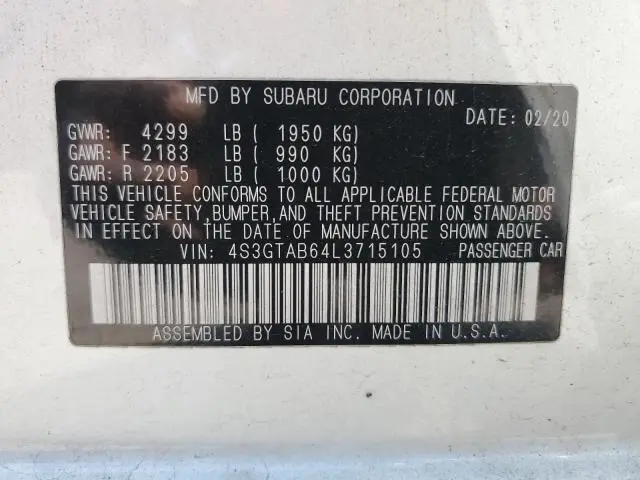 MFD BY SUBARU CORPORATION
DATE: 02/20
GVWR: 4299 LB ( 1950 KG)
GAWR: F 2183 LB ( 990 KG)
GAWR: R 2205 LB ( 1000 KG)
THIS VEHICLE CONFORMS TO ALL APPLICABLE FEDERAL MOTOR
VEHICLE SAFETY,BUMPER,AND THEFT PREVENTION STANDARDS
IN EFFECT ON THE DATE OF MANUFACTURE SHOWN ABOVE.
VIN: 4S3GTAB64L3715105 PASSENGER CAR
ASSEMBLED BY SIA INC. MADE IN U.S.A.